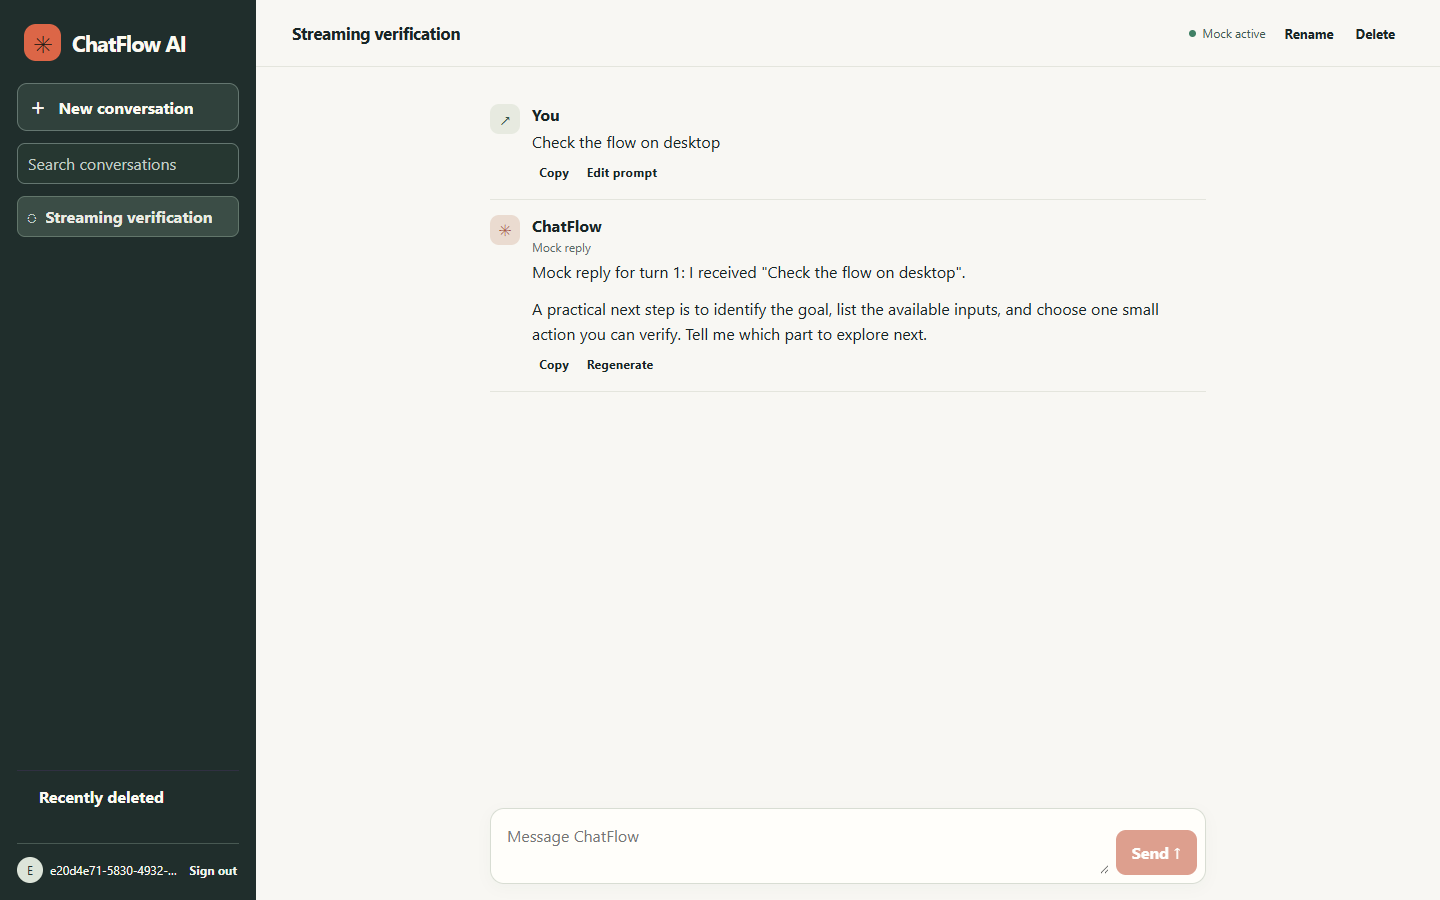 ChatFlow AI
+ New conversation
Search conversations
Streaming verification
Recently deleted
E e20d4e71-5830-4932-... Sign out
Streaming verification
Mock active Rename Delete
You
Check the flow on desktop
Copy Edit prompt
ChatFlow
Mock reply
Mock reply for turn 1: I received "Check the flow on desktop".
A practical next step is to identify the goal, list the available inputs, and choose one small
action you can verify. Tell me which part to explore next.
Copy Regenerate
Message ChatFlow
Send ↑